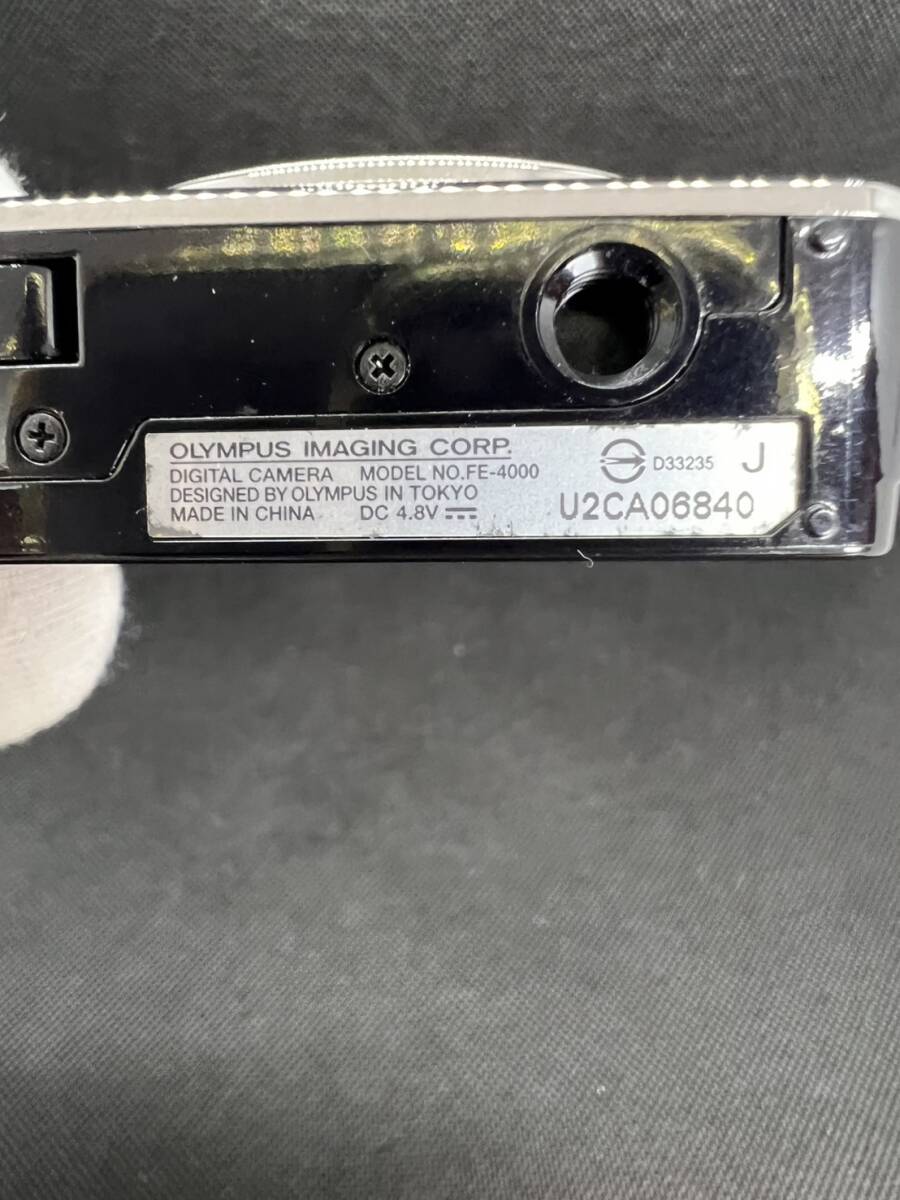 OLYMPUS IMAGING CORP.
DIGITAL CAMERA MODEL NO.FE-4000
DESIGNED BY OLYMPUS IN TOKYO
MADE IN CHINA DC 4.8V
D33235 J
U2CA06840